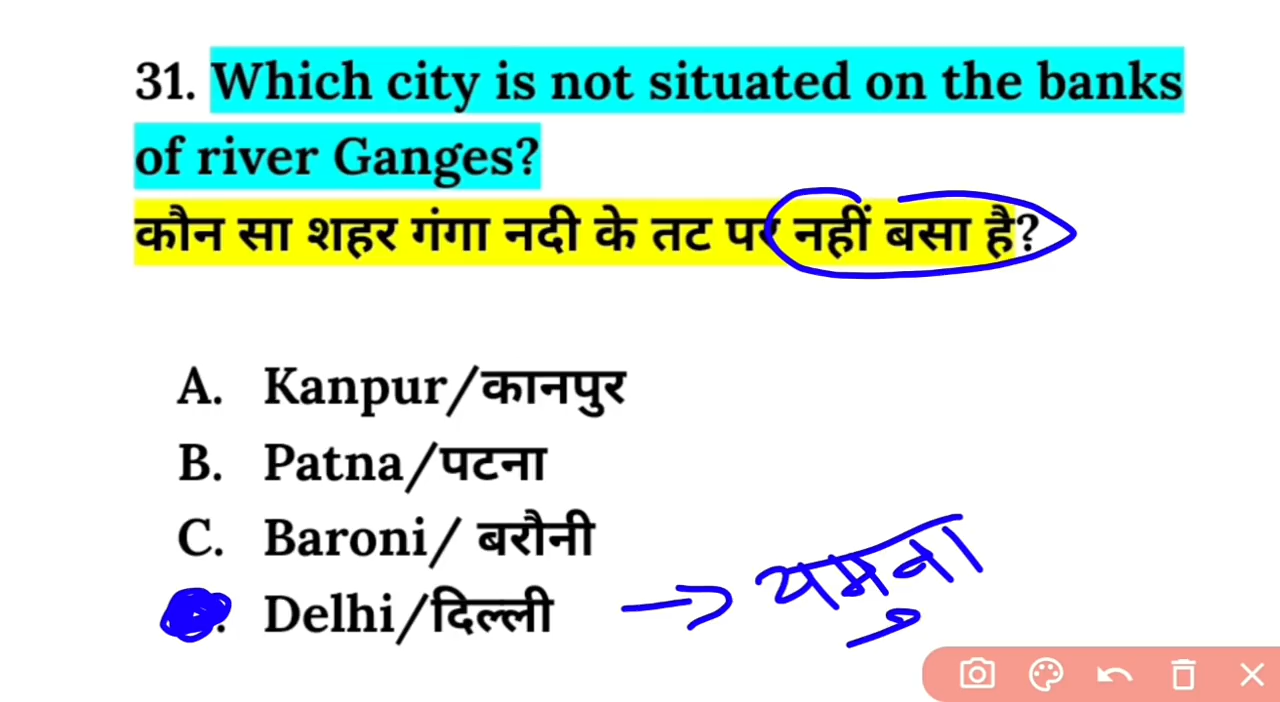 31. Which city is not situated on the banks
of river Ganges?
कौन सा शहर गंगा नदी के तट पर नहीं बसा है?
A. Kanpur/कानपुर
B. Patna/पटना
C. Baroni/ बरौनी
Delhi/दिल्ली → यमुना